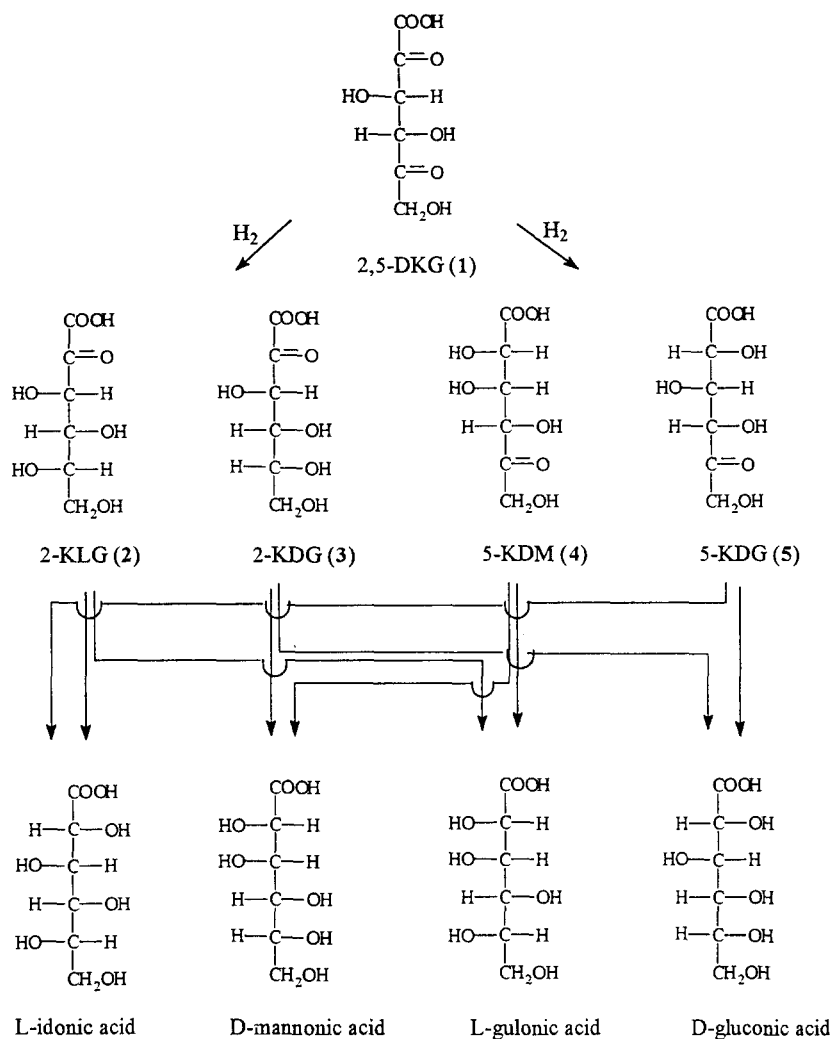 COOH
C=O
HO—C—H
H—C—OH
C=O
CH2OH
H2 H2
2,5-DKG (1)
COOH COOH COOH COOH
C=O C=O HO—C—H H—C—OH
HO—C—H HO—C—H HO—C—H HO—C—H
H—C—OH H—C—OH H—C—OH H—C—OH
HO—C—H H—C—OH C=O C=O
CH2OH CH2OH CH2OH CH2OH
2-KLG (2) 2-KDG (3) 5-KDM (4) 5-KDG (5)
COOH COOH COOH COOH
H—C—OH HO—C—H HO—C—H H—C—OH
HO—C—H HO—C—H HO—C—H HO—C—H
H—C—OH H—C—OH H—C—OH H—C—OH
HO—C—H H—C—OH HO—C—H H—C—OH
CH2OH CH2OH CH2OH CH2OH
L-idonic acid D-mannonic acid L-gulonic acid D-gluconic acid